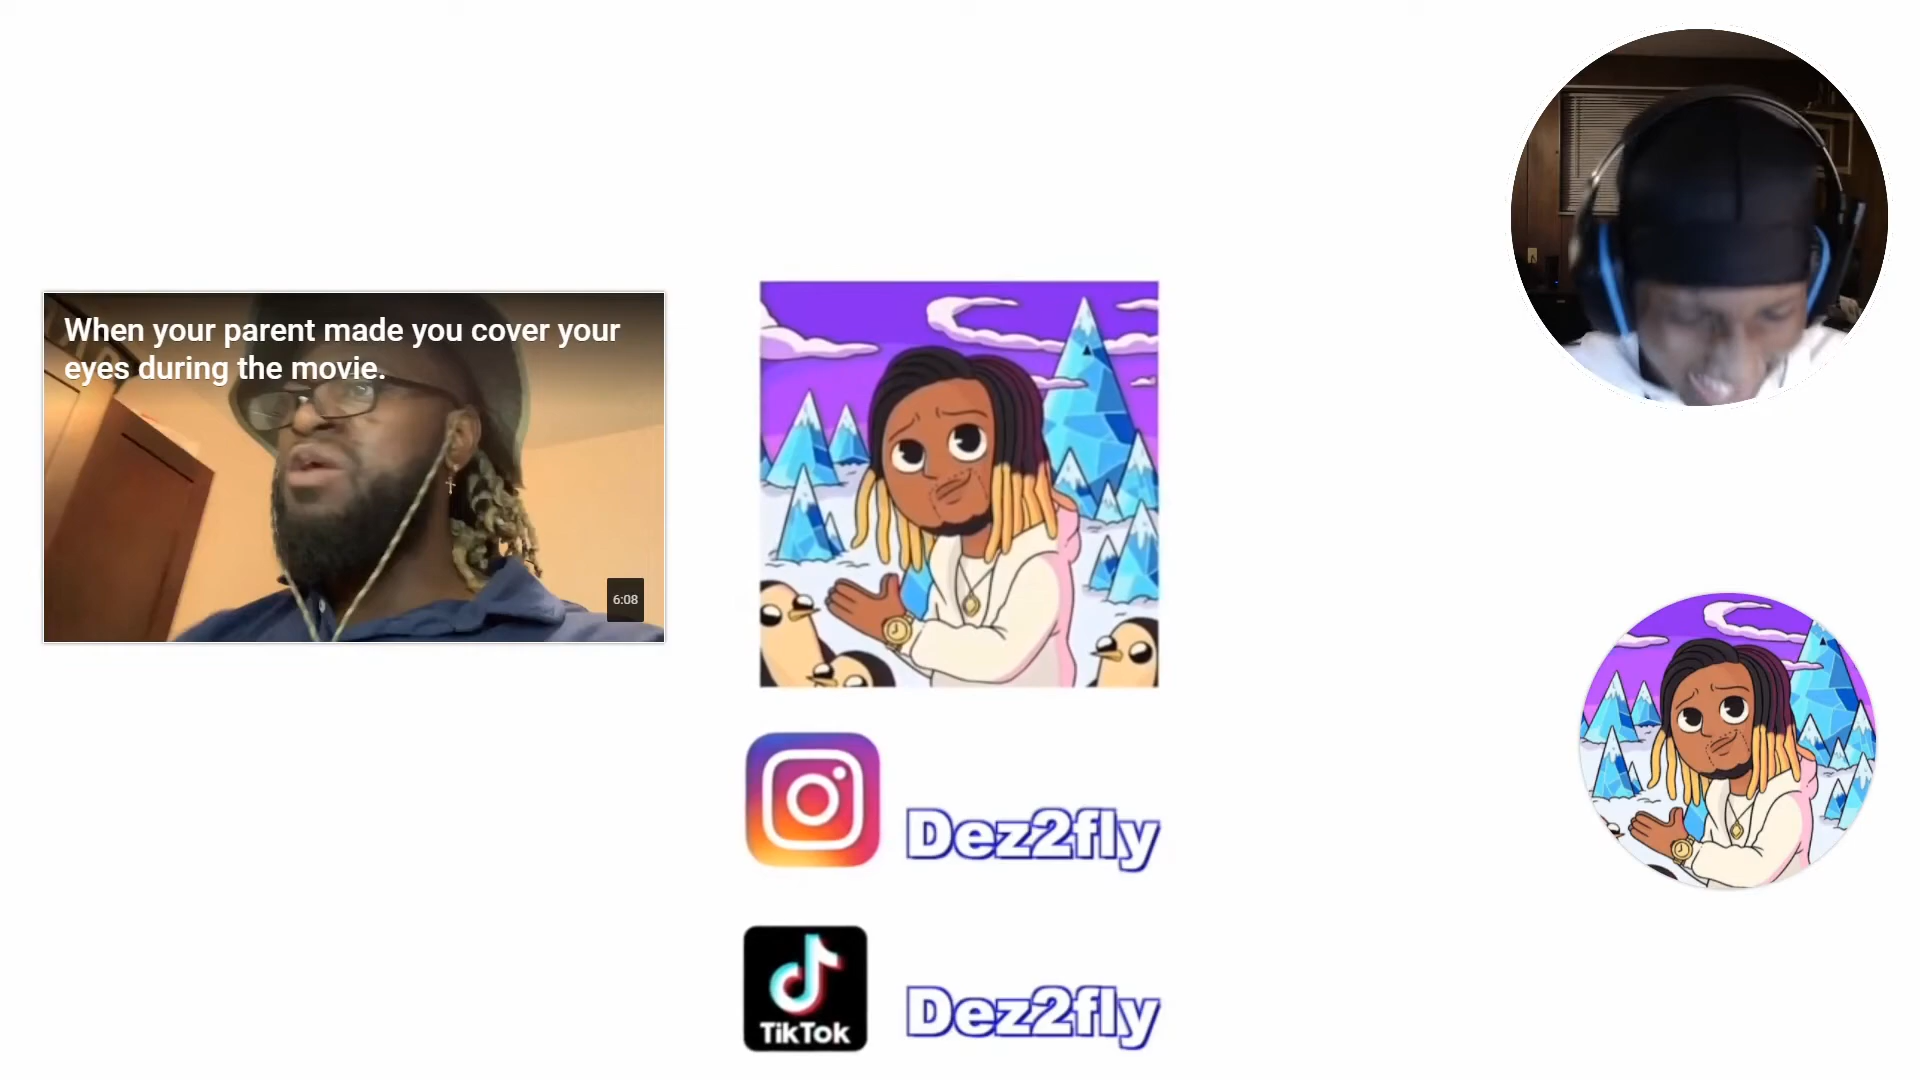 When your parent made you cover your
eyes during the movie.
6:08
Dez2fly
TikTok
Dez2fly